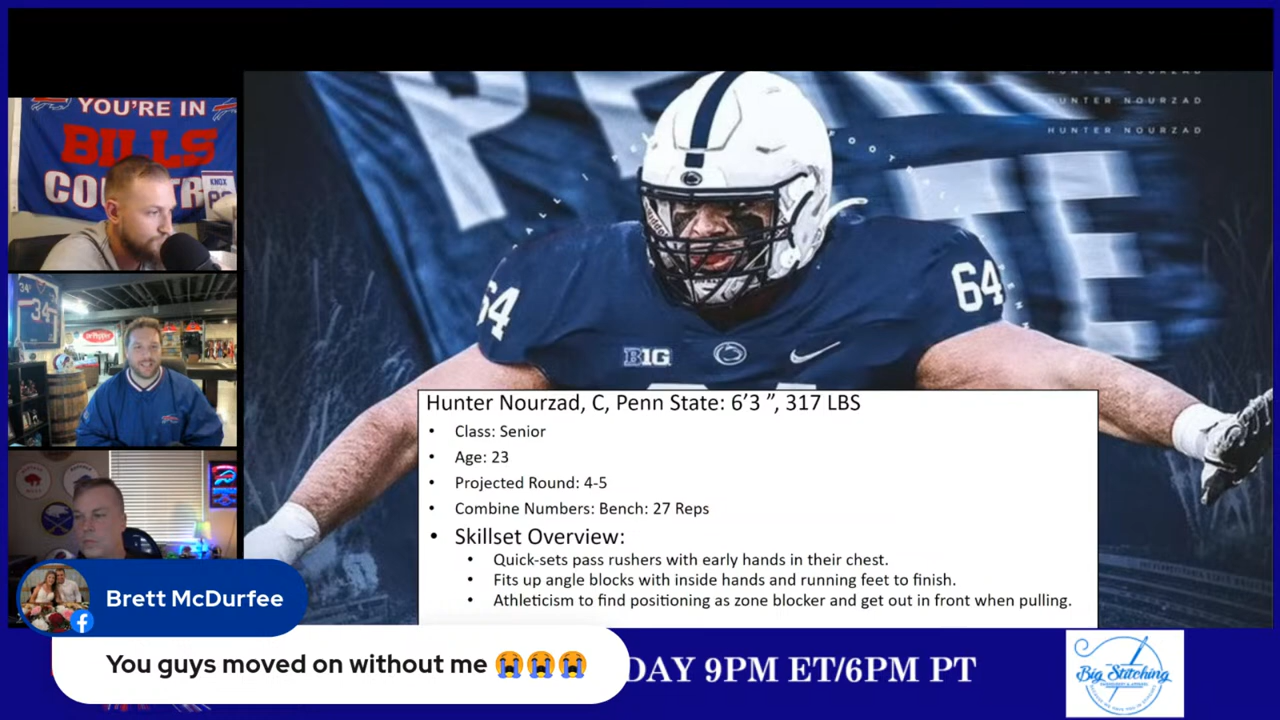 HUNTER NOURZAD
HUNTER NOURZAD
HUNTER NOURZAD
YOU'RE IN
BILLS
KNOX
34
64
64
B1G
Hunter Nourzad, C, Penn State: 6’3 ”, 317 LBS
• Class: Senior
• Age: 23
• Projected Round: 4-5
• Combine Numbers: Bench: 27 Reps
• Skillset Overview:
• Quick-sets pass rushers with early hands in their chest.
• Fits up angle blocks with inside hands and running feet to finish.
• Athleticism to find positioning as zone blocker and get out in front when pulling.
Brett McDurfee
You guys moved on without me 😭😭😭
DAY 9PM ET/6PM PT
Big Stitching